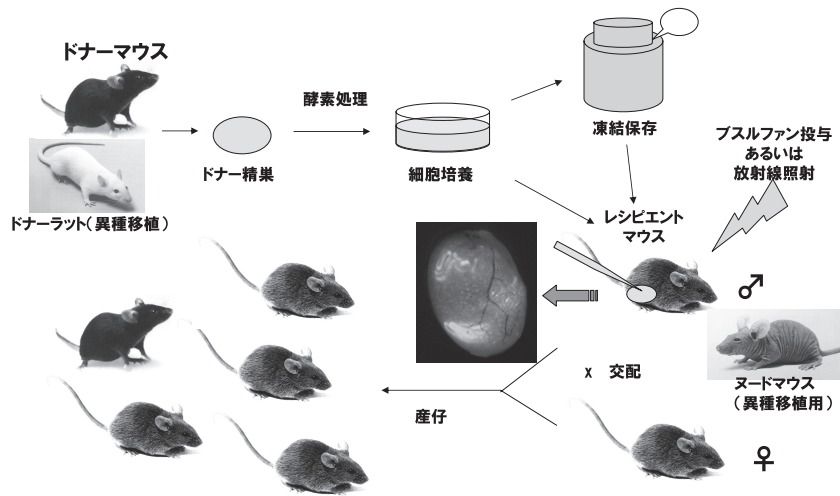 ドナーマウス
ドナーラット(異種移植)
ドナー精巣
酵素処理
細胞培養
凍結保存
ブスルファン投与
あるいは
放射線照射
レシピエント
マウス
♂
ヌードマウス
(異種移植用)
x 交配
♀
産仔